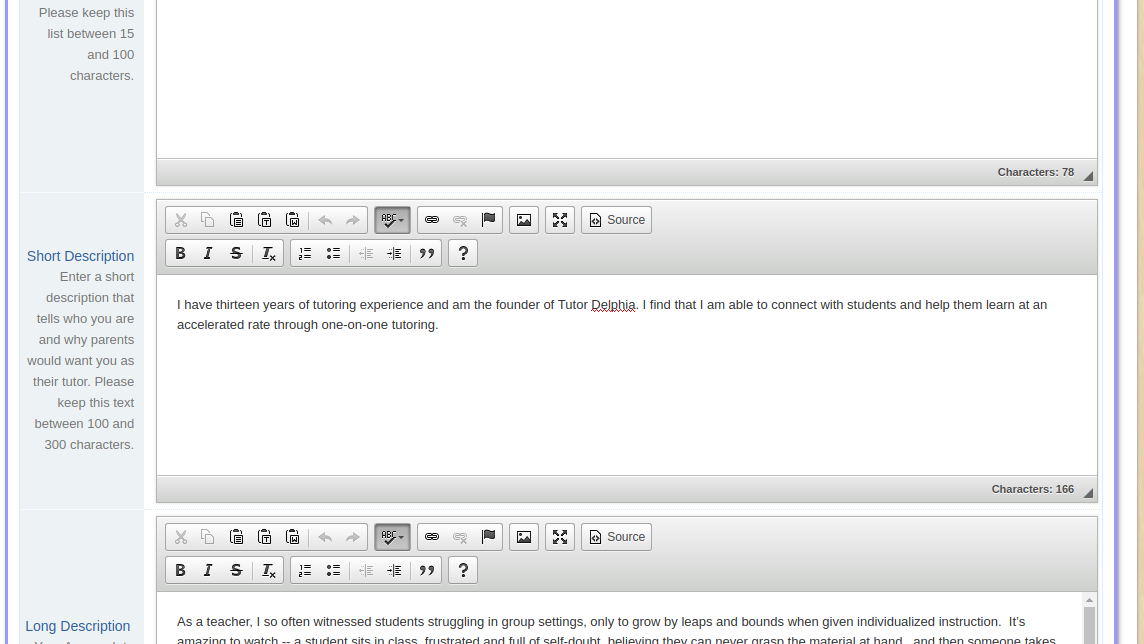 Please keep this
list between 15
and 100
characters.
Characters: 78
ABC
Source
B I S Tx ?
Short Description
Enter a short
description that
tells who you are
and why parents
would want you as
their tutor. Please
keep this text
between 100 and
300 characters.
I have thirteen years of tutoring experience and am the founder of Tutor Delphia. I find that I am able to connect with students and help them learn at an
accelerated rate through one-on-one tutoring.
Characters: 166
ABC
Source
B I S Tx ?
Long Description
As a teacher, I so often witnessed students struggling in group settings, only to grow by leaps and bounds when given individualized instruction.  It's
amazing to watch -- a student sits in class, frustrated and full of self-doubt, believing they can never grasp the material at hand, and then someone takes